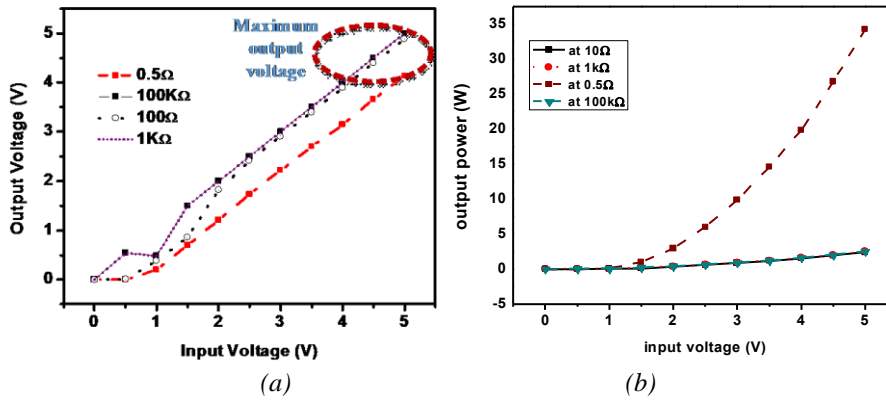 Maximum
output
voltage
0.5Ω
100KΩ
100Ω
1KΩ
Output Voltage (V)
5
4
3
2
1
0
0 1 2 3 4 5
Input Voltage (V)
(a)
at 10Ω
at 1kΩ
at 0.5Ω
at 100kΩ
output power (W)
35
30
25
20
15
10
5
0
-5
0 1 2 3 4 5
input voltage (V)
(b)